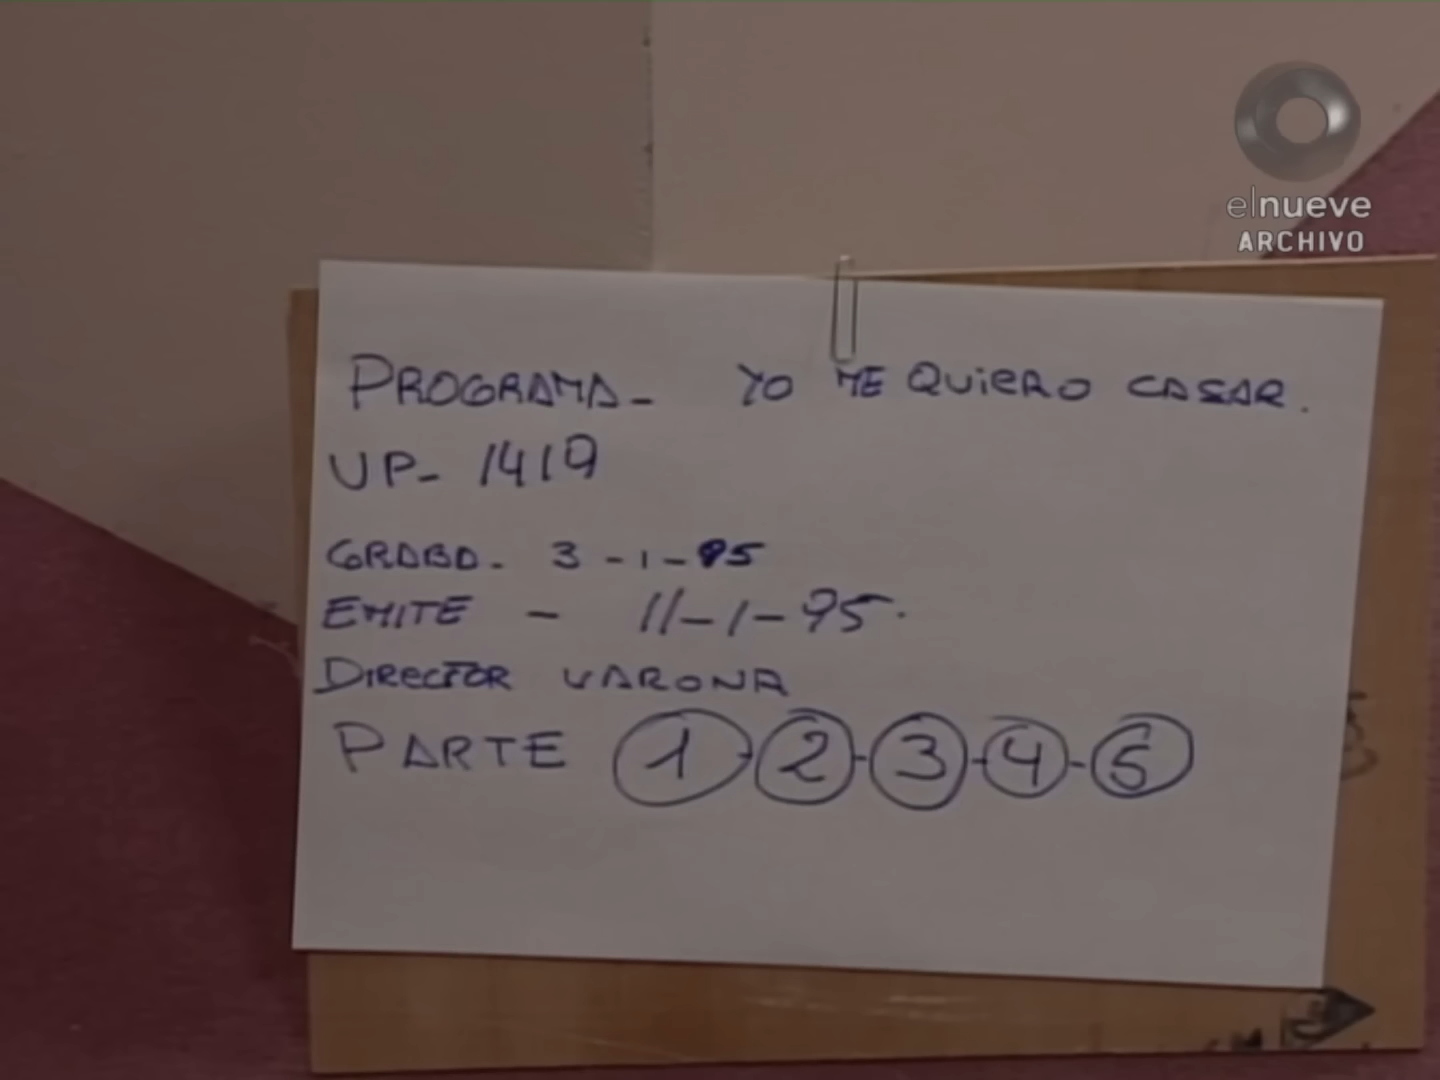 elnueve
ARCHIVO
PROGRAMA- YO ME QUIERO CASAR.
UP- 1419
GRABA. 3-1-95
EMITE - 11-1-95.
DIRECTOR VARONA
PARTE 1-2-3-4-5